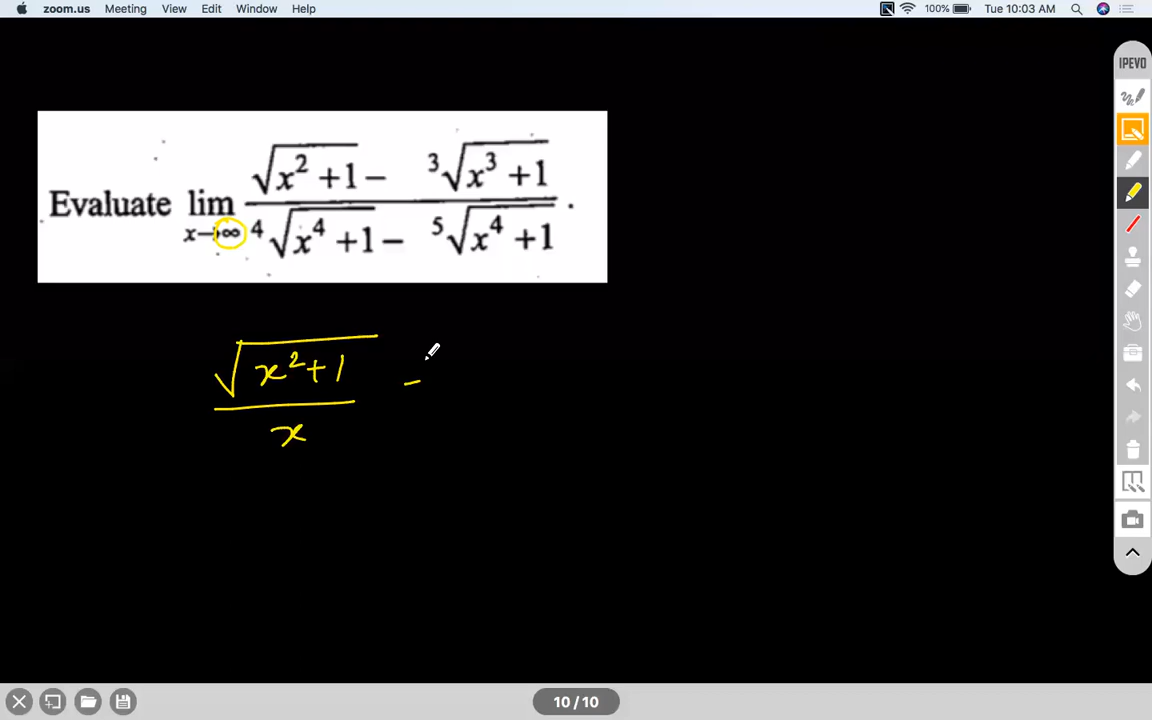 zoom.us Meeting View Edit Window Help 100% Tue 10:03 AM
IPEVO
Evaluate lim x→∞ (√(x² + 1) − ³√(x³ + 1)) / (⁴√(x⁴ + 1) − ⁵√(x⁴ + 1)) .
√(x² + 1) / x −
10 / 10